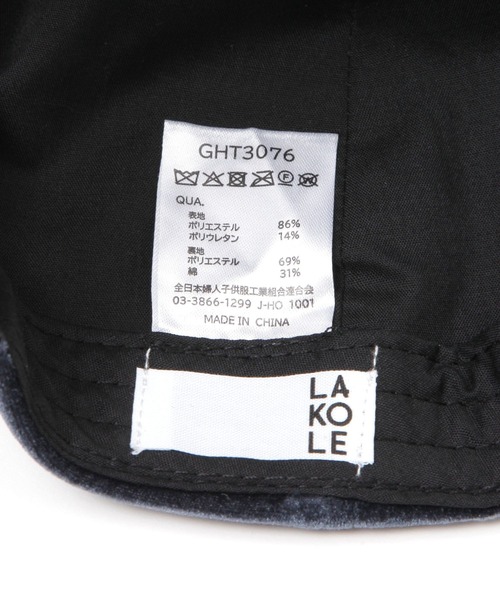 GHT3076
QUA.
表地
ポリエステル 86%
ポリウレタン 14%
裏地
ポリエステル 69%
綿 31%
全日本婦人子供服工業組合連合会
03-3866-1299 J-HO 1001
MADE IN CHINA
LA
KO
LE